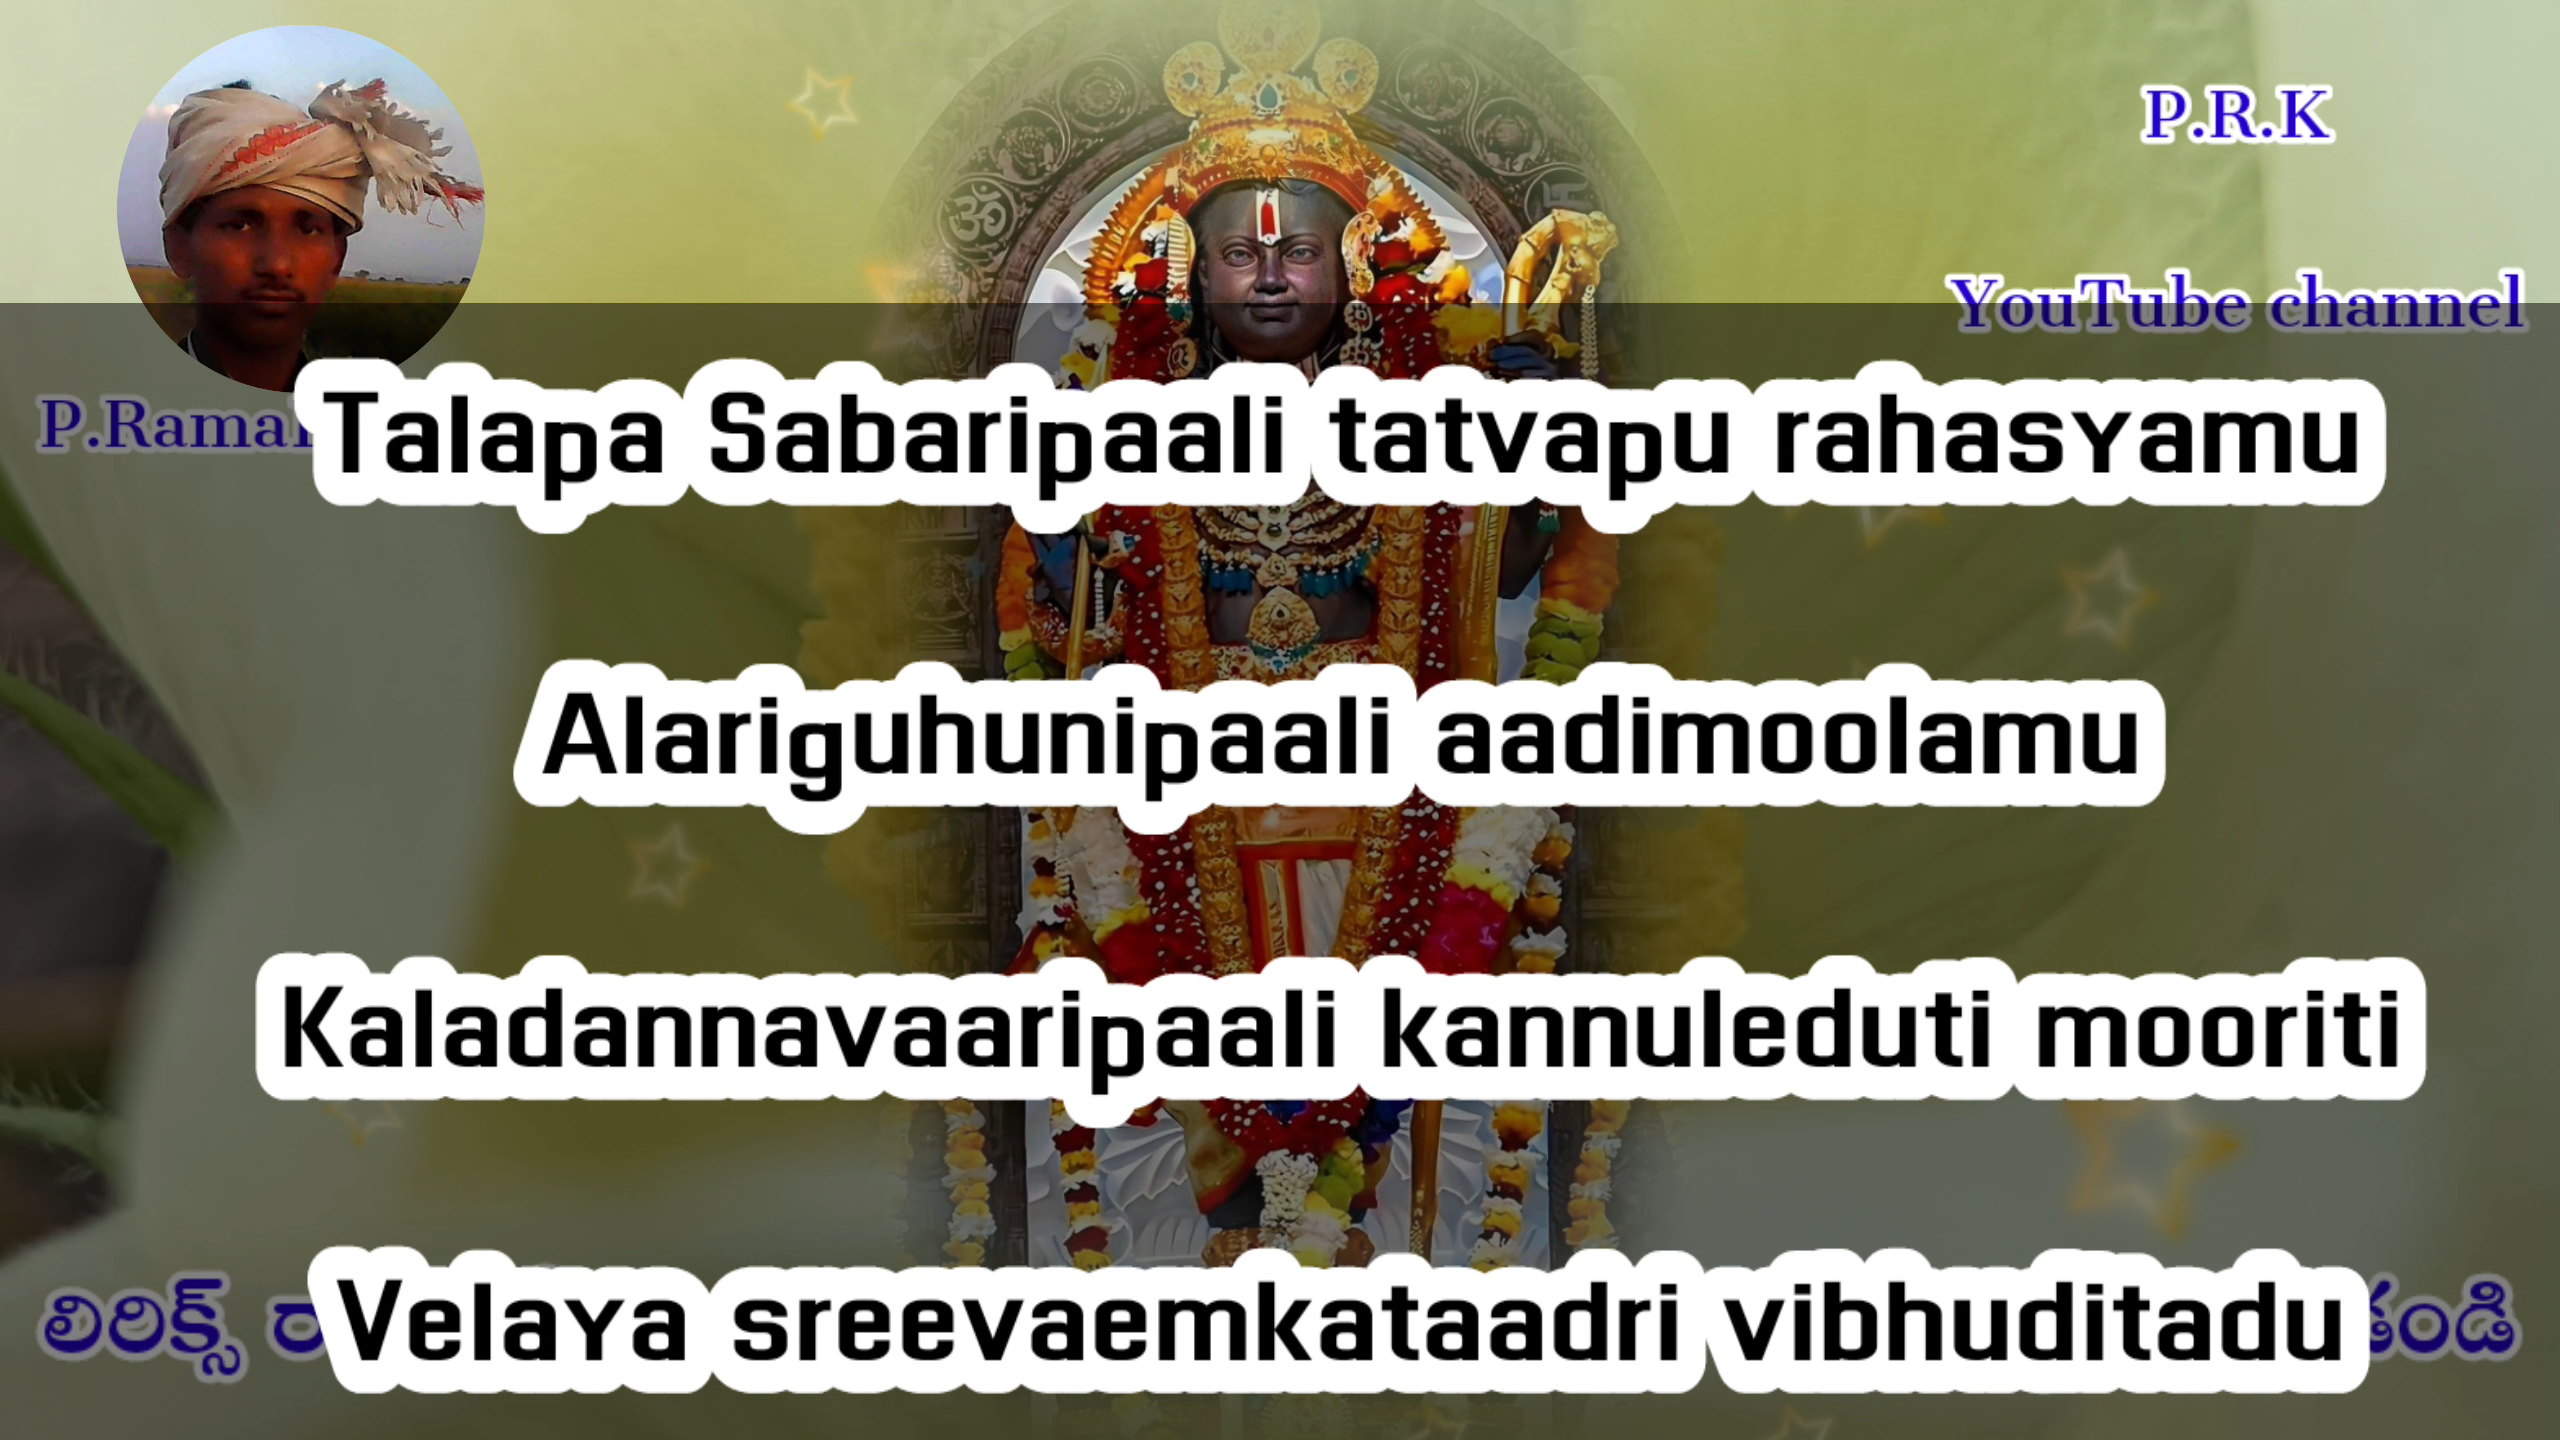 P.R.K
YouTube channel
Talapa Sabaripaali tatvapu rahasyamu
Alariguhunipaali aadimoolamu
Kaladannavaaripaali kannuleduti mooriti
లిరిక్స్
Velaya sreevaemkataadri vibhuditadu